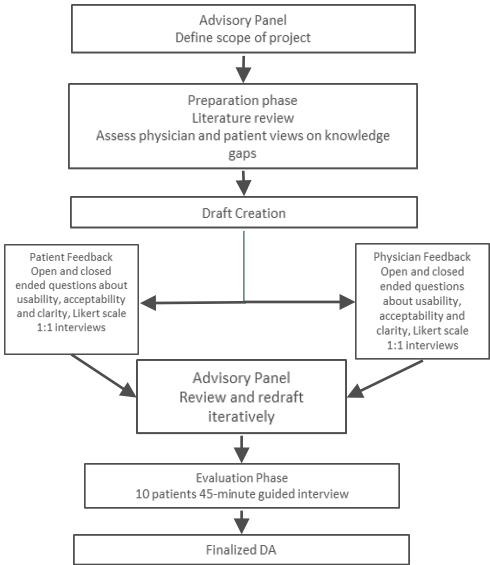 Advisory Panel
Define scope of project
Preparation phase
Literature review
Assess physician and patient views on knowledge
gaps
Draft Creation
Patient Feedback
Open and closed
ended questions about
usability, acceptability
and clarity, Likert scale
1:1 interviews
Physician Feedback
Open and closed
ended questions
about usability,
acceptability and
clarity, Likert scale
1:1 interviews
Advisory Panel
Review and redraft
iteratively
Evaluation Phase
10 patients 45-minute guided interview
Finalized DA